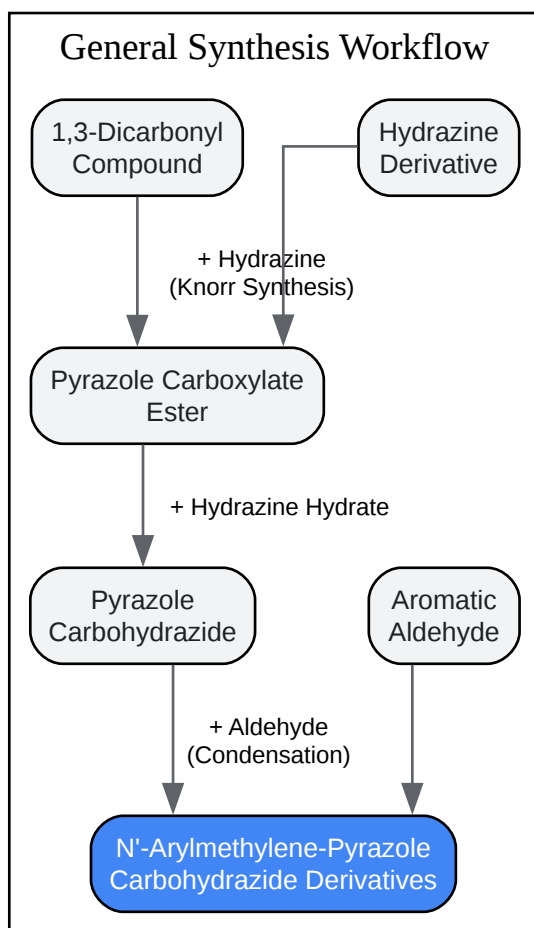 General Synthesis Workflow
1,3-Dicarbonyl
Compound
Hydrazine
Derivative
+ Hydrazine
(Knorr Synthesis)
Pyrazole Carboxylate
Ester
+ Hydrazine Hydrate
Pyrazole
Carbohydrazide
Aromatic
Aldehyde
+ Aldehyde
(Condensation)
N'-Arylmethylene-Pyrazole
Carbohydrazide Derivatives